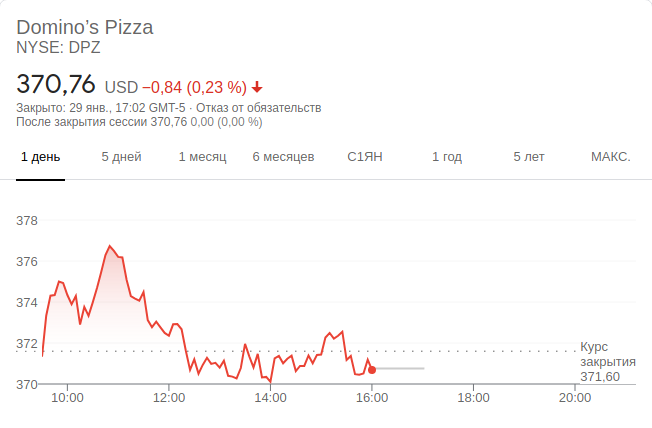 Domino’s Pizza
NYSE: DPZ
370,76 USD −0,84 (0,23 %)
Закрыто: 29 янв., 17:02 GMT-5 · Отказ от обязательств
После закрытия сессии 370,76 0,00 (0,00 %)
1 день 5 дней 1 месяц 6 месяцев С1ЯН 1 год 5 лет МАКС.
378
376
374
372
370
Курс
закрытия
371,60
10:00 12:00 14:00 16:00 18:00 20:00